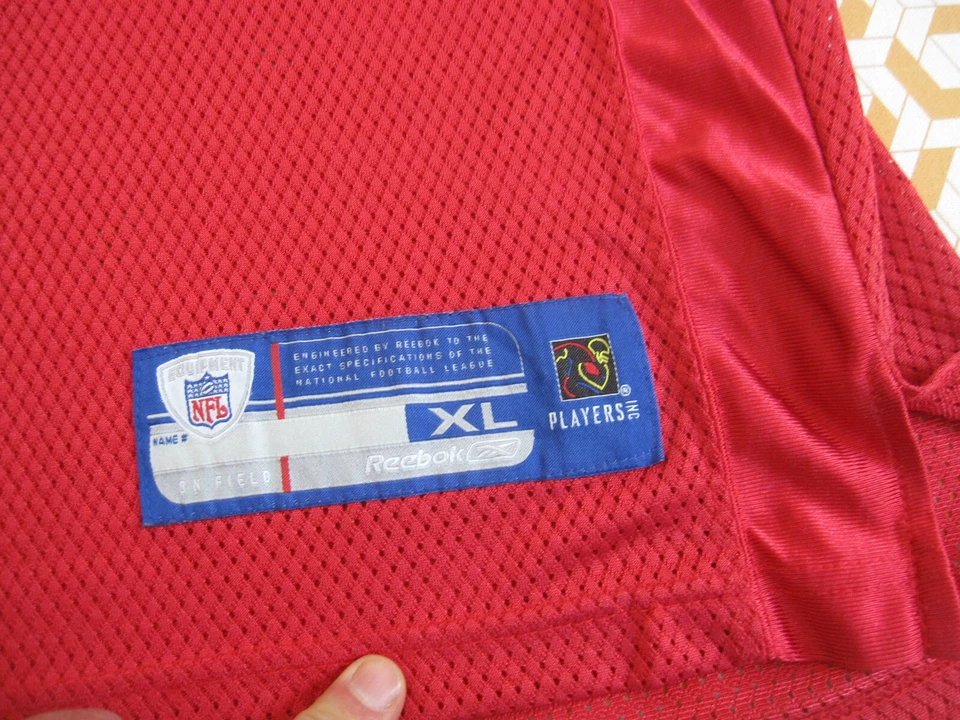 EQUIPMENT
NFL
ENGINEERED BY REEBOK TO THE
EXACT SPECIFICATIONS OF THE
NATIONAL FOOTBALL LEAGUE
NAME #
XL
Reebok
ON FIELD
PLAYERS INC
®